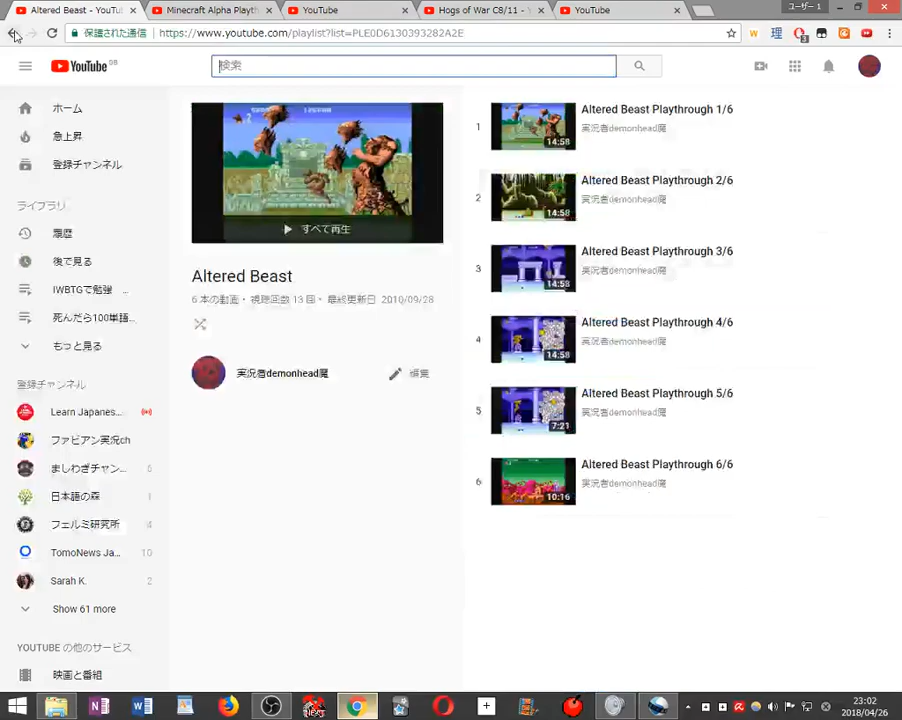 Altered Beast - YouTu
Minecraft Alpha Playth
YouTube
Hogs of War C8/11 - Y
YouTube
ユーザー 1
保護された通信
https://www.youtube.com/playlist?list=PLE0D6130393282A2E
YouTube GB
検索
ホーム
急上昇
登録チャンネル
ライブラリ
履歴
後で見る
IWBTGで勉強 ...
死んだら100単語...
もっと見る
登録チャンネル
Learn Japanes...
ファビアン実況ch
ましわぎチャン... 6
日本語の森 1
フェルミ研究所 4
TomoNews Ja... 10
Sarah K. 2
Show 61 more
YOUTUBE の他のサービス
映画と番組
すべて再生
Altered Beast
6 本の動画・ 視聴回数 13 回・ 最終更新日 2010/09/28
実況者demonhead魔
編集
1
Altered Beast Playthrough 1/6
実況者demonhead魔
14:58
2
Altered Beast Playthrough 2/6
実況者demonhead魔
14:58
3
Altered Beast Playthrough 3/6
実況者demonhead魔
14:58
4
Altered Beast Playthrough 4/6
実況者demonhead魔
14:58
5
Altered Beast Playthrough 5/6
実況者demonhead魔
7:21
6
Altered Beast Playthrough 6/6
実況者demonhead魔
10:16
23:02
2018/04/26